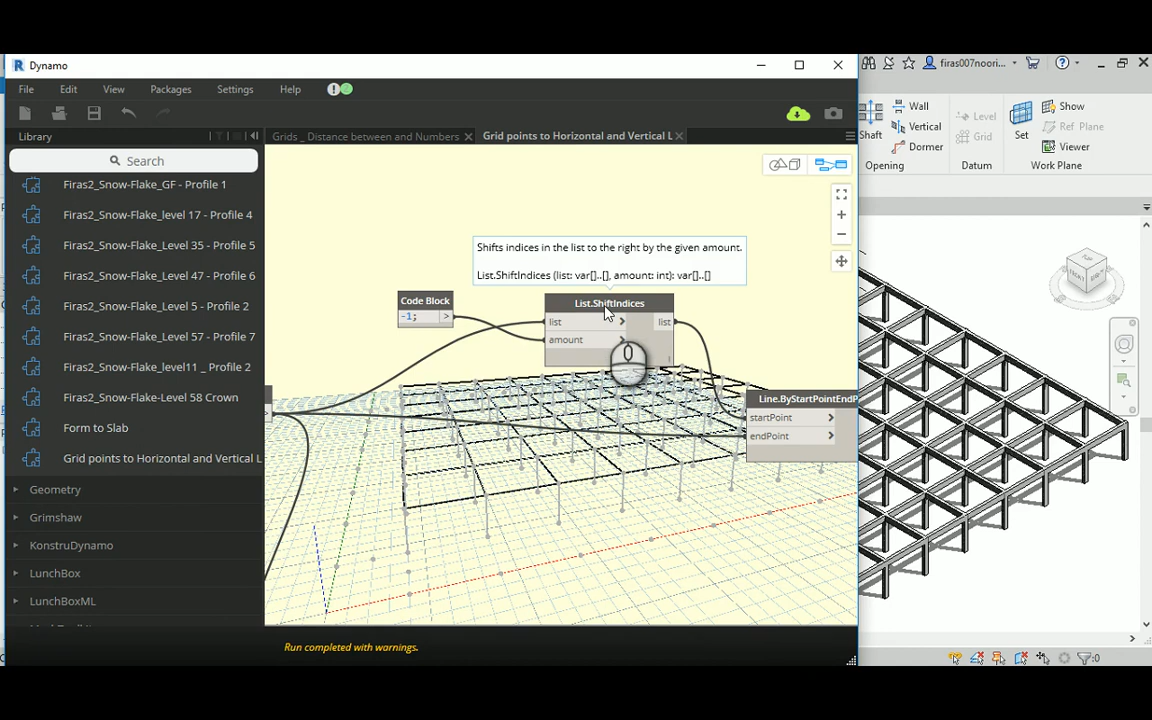 Dynamo
File Edit View Packages Settings Help
Library
Grids _ Distance between and Numbers
Grid points to Horizontal and Vertical L
Search
Firas2_Snow-Flake_GF - Profile 1
Firas2_Snow-Flake_level 17 - Profile 4
Firas2_Snow-Flake_Level 35 - Profile 5
Firas2_Snow-Flake_Level 47 - Profile 6
Firas2_Snow-Flake_Level 5 - Profile 2
Firas2_Snow-Flake_Level 57 - Profile 7
Firas2_Snow-Flake_level11 _ Profile 2
Firas2_Snow-Flake-Level 58 Crown
Form to Slab
Grid points to Horizontal and Vertical L
Geometry
Grimshaw
KonstruDynamo
LunchBox
LunchBoxML
Shifts indices in the list to the right by the given amount.
List.ShiftIndices (list: var[]..[], amount: int): var[]..[]
Code Block
-1; >
List.ShiftIndices
list > list
amount
Line.ByStartPointEndP
startPoint >
endPoint >
Run completed with warnings.
firas007noori...
Wall
Vertical
Dormer
Shaft
Opening
Level
Grid
Datum
Set
Show
Ref Plane
Viewer
Work Plane
FRONT
:0